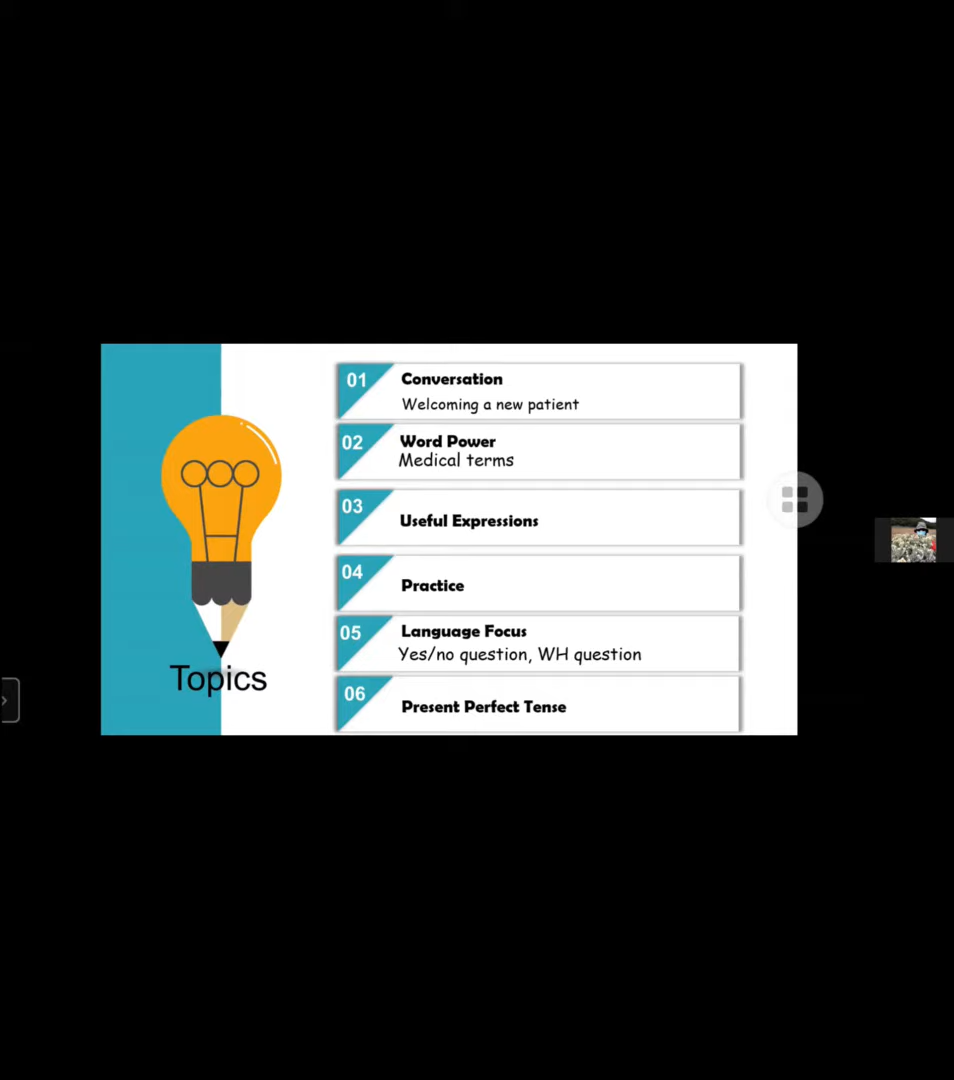 01
Conversation
Welcoming a new patient
02
Word Power
Medical terms
03
Useful Expressions
04
Practice
05
Language Focus
Yes/no question, WH question
06
Present Perfect Tense
Topics